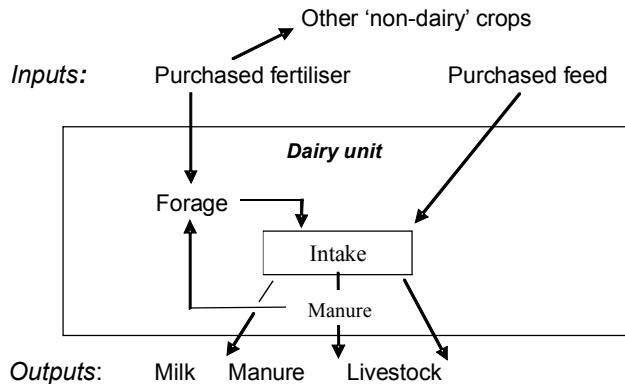 Other ‘non-dairy’ crops
Inputs: Purchased fertiliser Purchased feed
Dairy unit
Forage
Intake
Manure
Outputs: Milk Manure Livestock